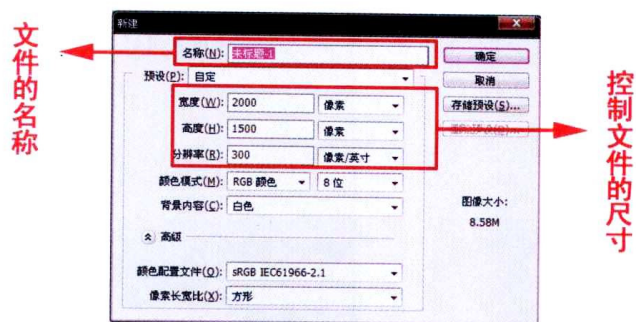 新建
文件的名称
名称(N): 未标题-1
确定
预设(P): 自定
取消
宽度(W): 2000 像素
存储预设(S)...
高度(H): 1500 像素
删除预设(D)...
分辨率(R): 300 像素/英寸
控制文件的尺寸
颜色模式(M): RGB 颜色 8 位
背景内容(C): 白色
图像大小:
8.58M
高级
颜色配置文件(O): sRGB IEC61966-2.1
像素长宽比(X): 方形